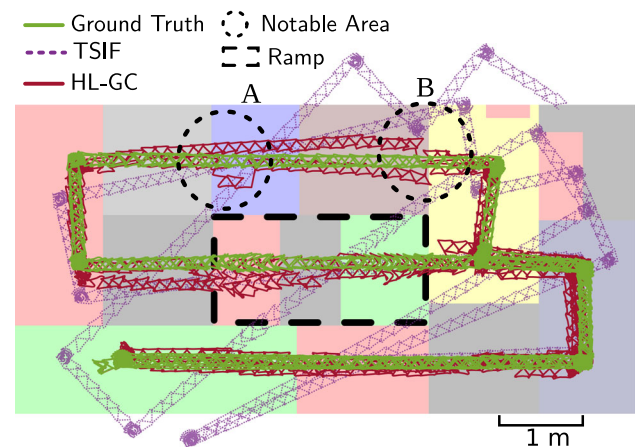 Ground Truth
Notable Area
TSIF
Ramp
HL-GC
A
B
1 m